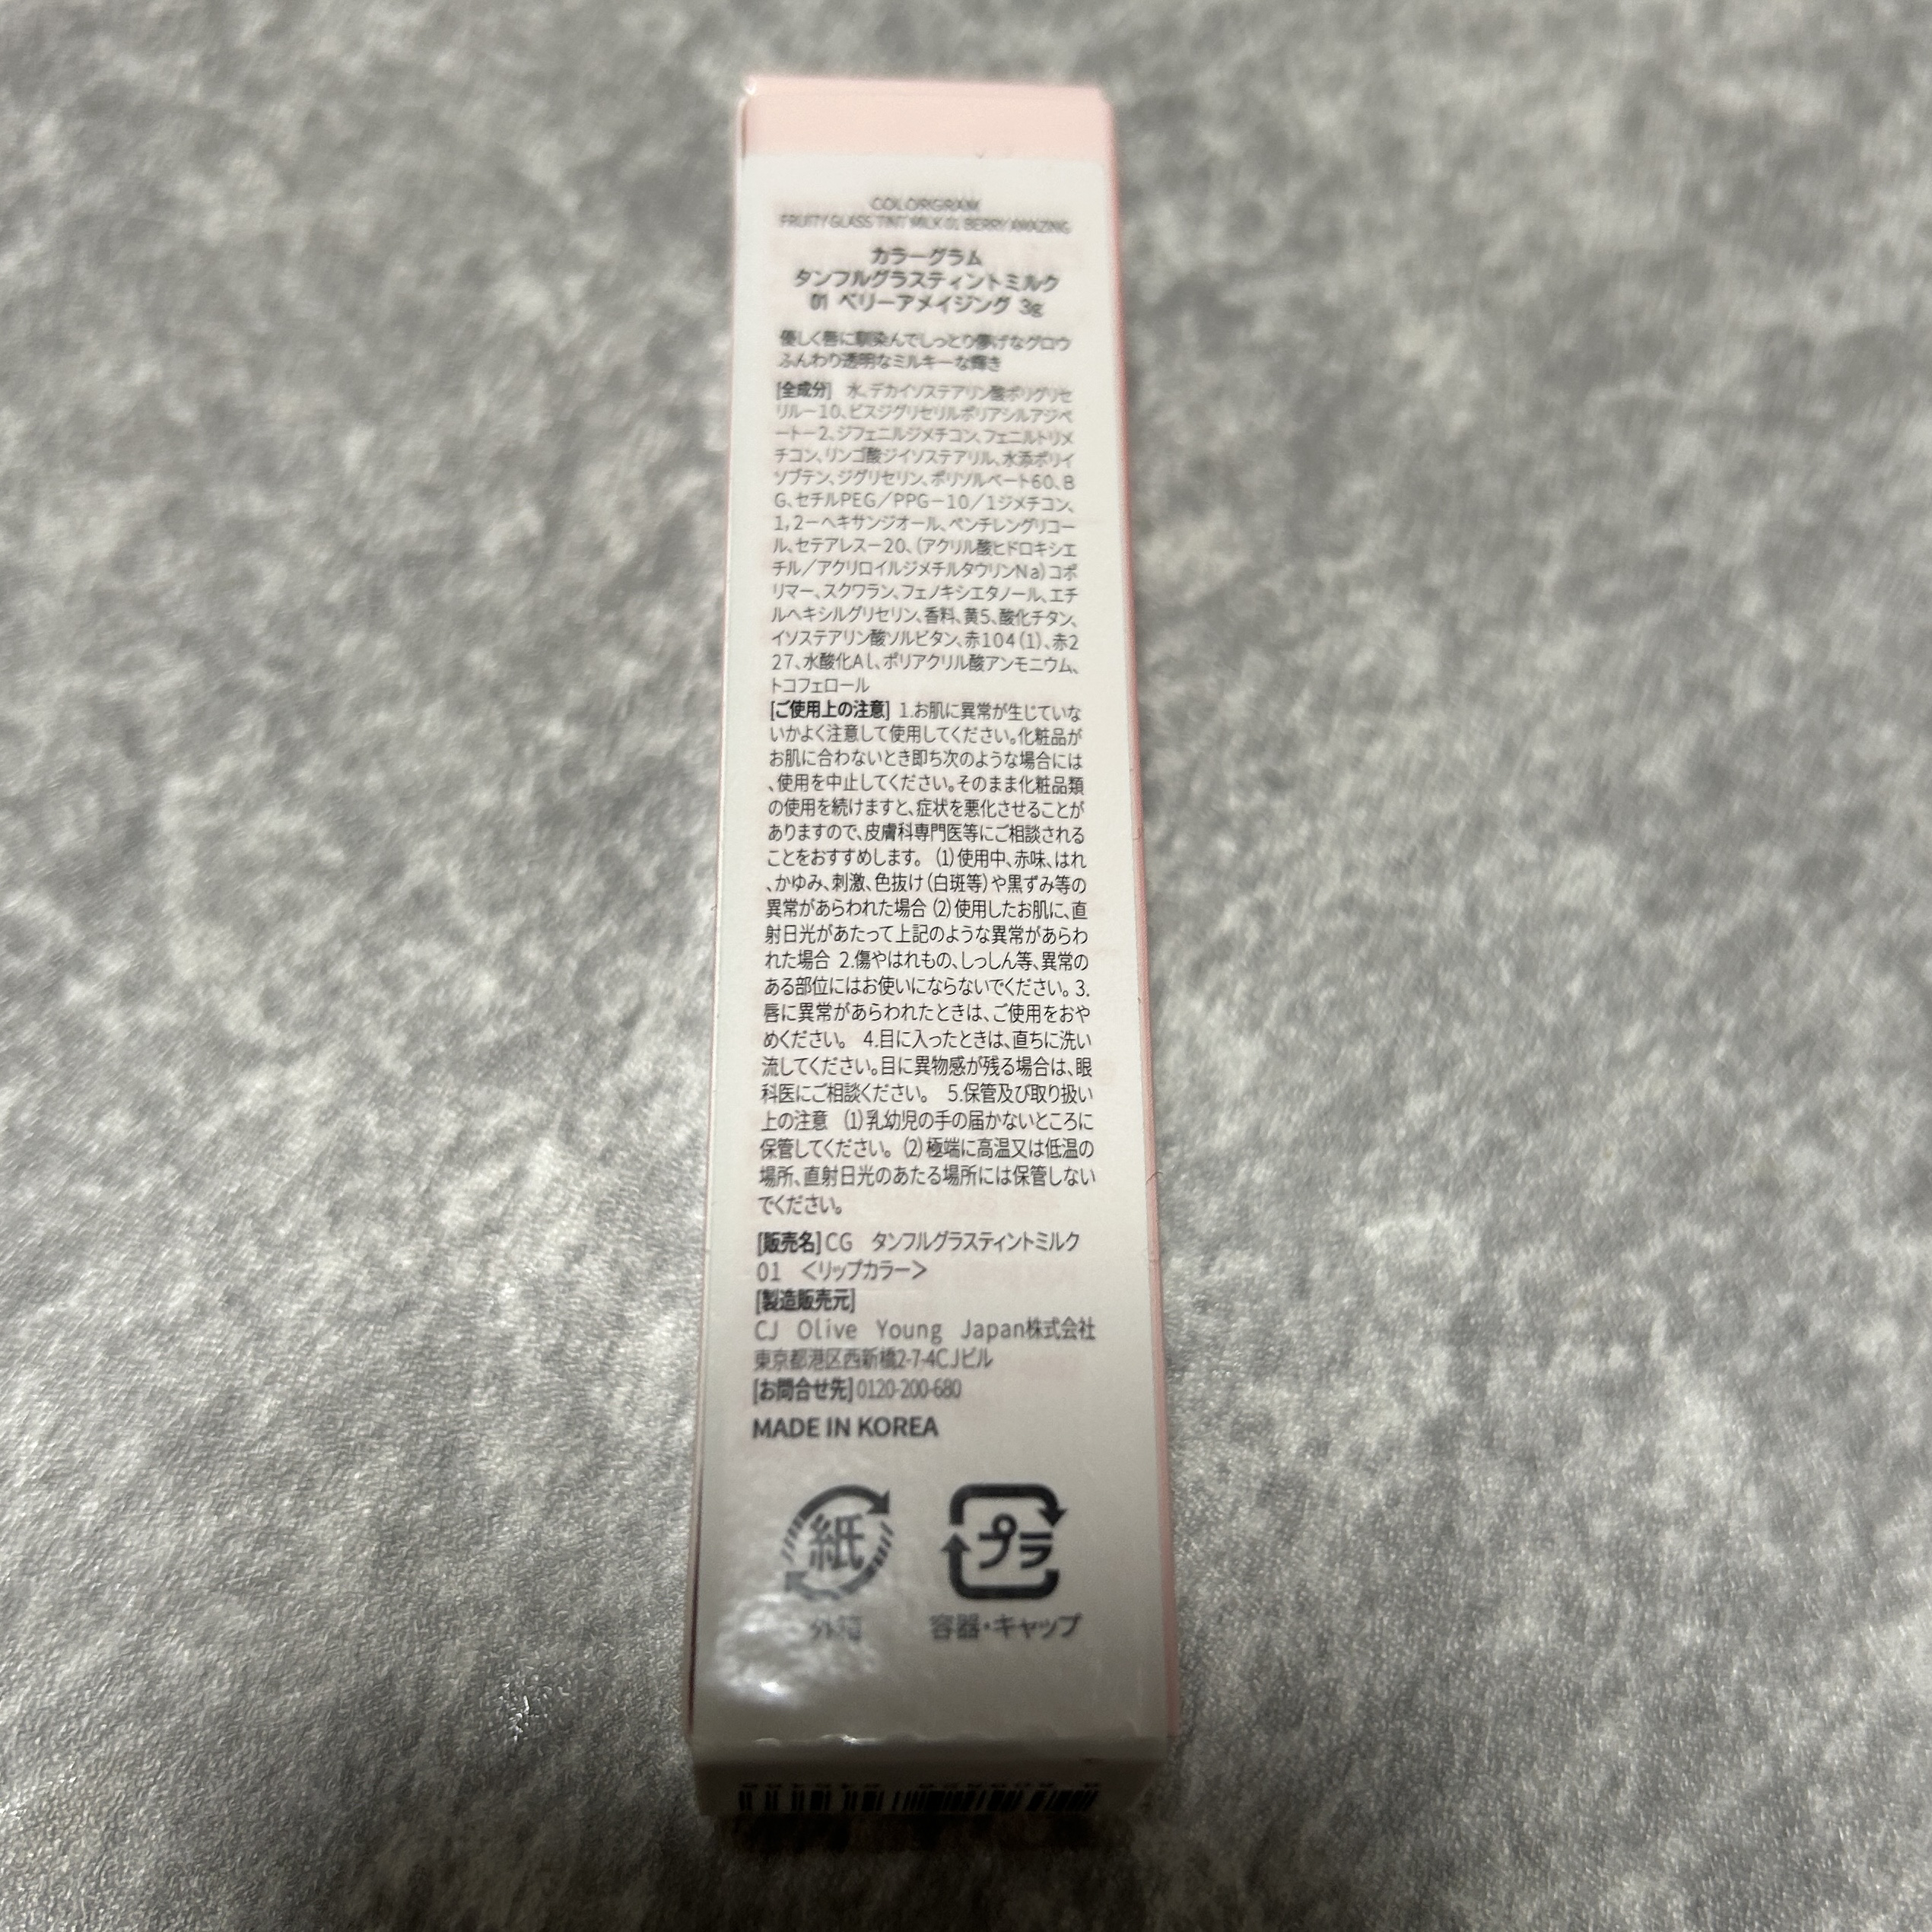 COLORGRAM
FRUITY GLASS TINT MILK 01 BERRY AMAZING
カラーグラム
タンフルグラスティントミルク
01 ベリーアメイジング 3g
優しく唇に馴染んでしっとり儚げなグロウ
ふんわり透明なミルキーな輝き
[全成分] 水、デカイソステアリン酸ポリグリセ
リル－10、ビスジグリセリルポリアシルアジペ
ート－2、ジフェニルジメチコン、フェニルトリメ
チコン、リンゴ酸ジイソステアリル、水添ポリイ
ソブテン、ジグリセリン、ポリソルベート60、B
G、セチルPEG／PPG－10／1ジメチコン、
1，2－ヘキサンジオール、ペンチレングリコー
ル、セテアレス－20、（アクリル酸ヒドロキシエ
チル／アクリロイルジメチルタウリンNa）コポ
リマー、スクワラン、フェノキシエタノール、エチ
ルヘキシルグリセリン、香料、黄5、酸化チタン、
イソステアリン酸ソルビタン、赤104（1）、赤2
27、水酸化Al、ポリアクリル酸アンモニウム、
トコフェロール
[ご使用上の注意] 1.お肌に異常が生じていな
いかよく注意して使用してください。化粧品が
お肌に合わないとき即ち次のような場合には
、使用を中止してください。そのまま化粧品類
の使用を続けますと、症状を悪化させることが
ありますので、皮膚科専門医等にご相談される
ことをおすすめします。 （1）使用中、赤味、はれ
、かゆみ、刺激、色抜け（白斑等）や黒ずみ等の
異常があらわれた場合 （2）使用したお肌に、直
射日光があたって上記のような異常があらわ
れた場合 2.傷やはれもの、しっしん等、異常の
ある部位にはお使いにならないでください。 3.
唇に異常があらわれたときは、ご使用をおや
めください。 4.目に入ったときは、直ちに洗い
流してください。目に異物感が残る場合は、眼
科医にご相談ください。 5.保管及び取り扱い
上の注意 （1）乳幼児の手の届かないところに
保管してください。 （2）極端に高温又は低温の
場所、直射日光のあたる場所には保管しない
でください。
[販売名]CG タンフルグラスティントミルク
01 ＜リップカラー＞
[製造販売元]
CJ Olive Young Japan株式会社
東京都港区西新橋2-7-4CJビル
[お問合せ先]0120-200-680
MADE IN KOREA
紙 プラ
外箱 容器・キャップ